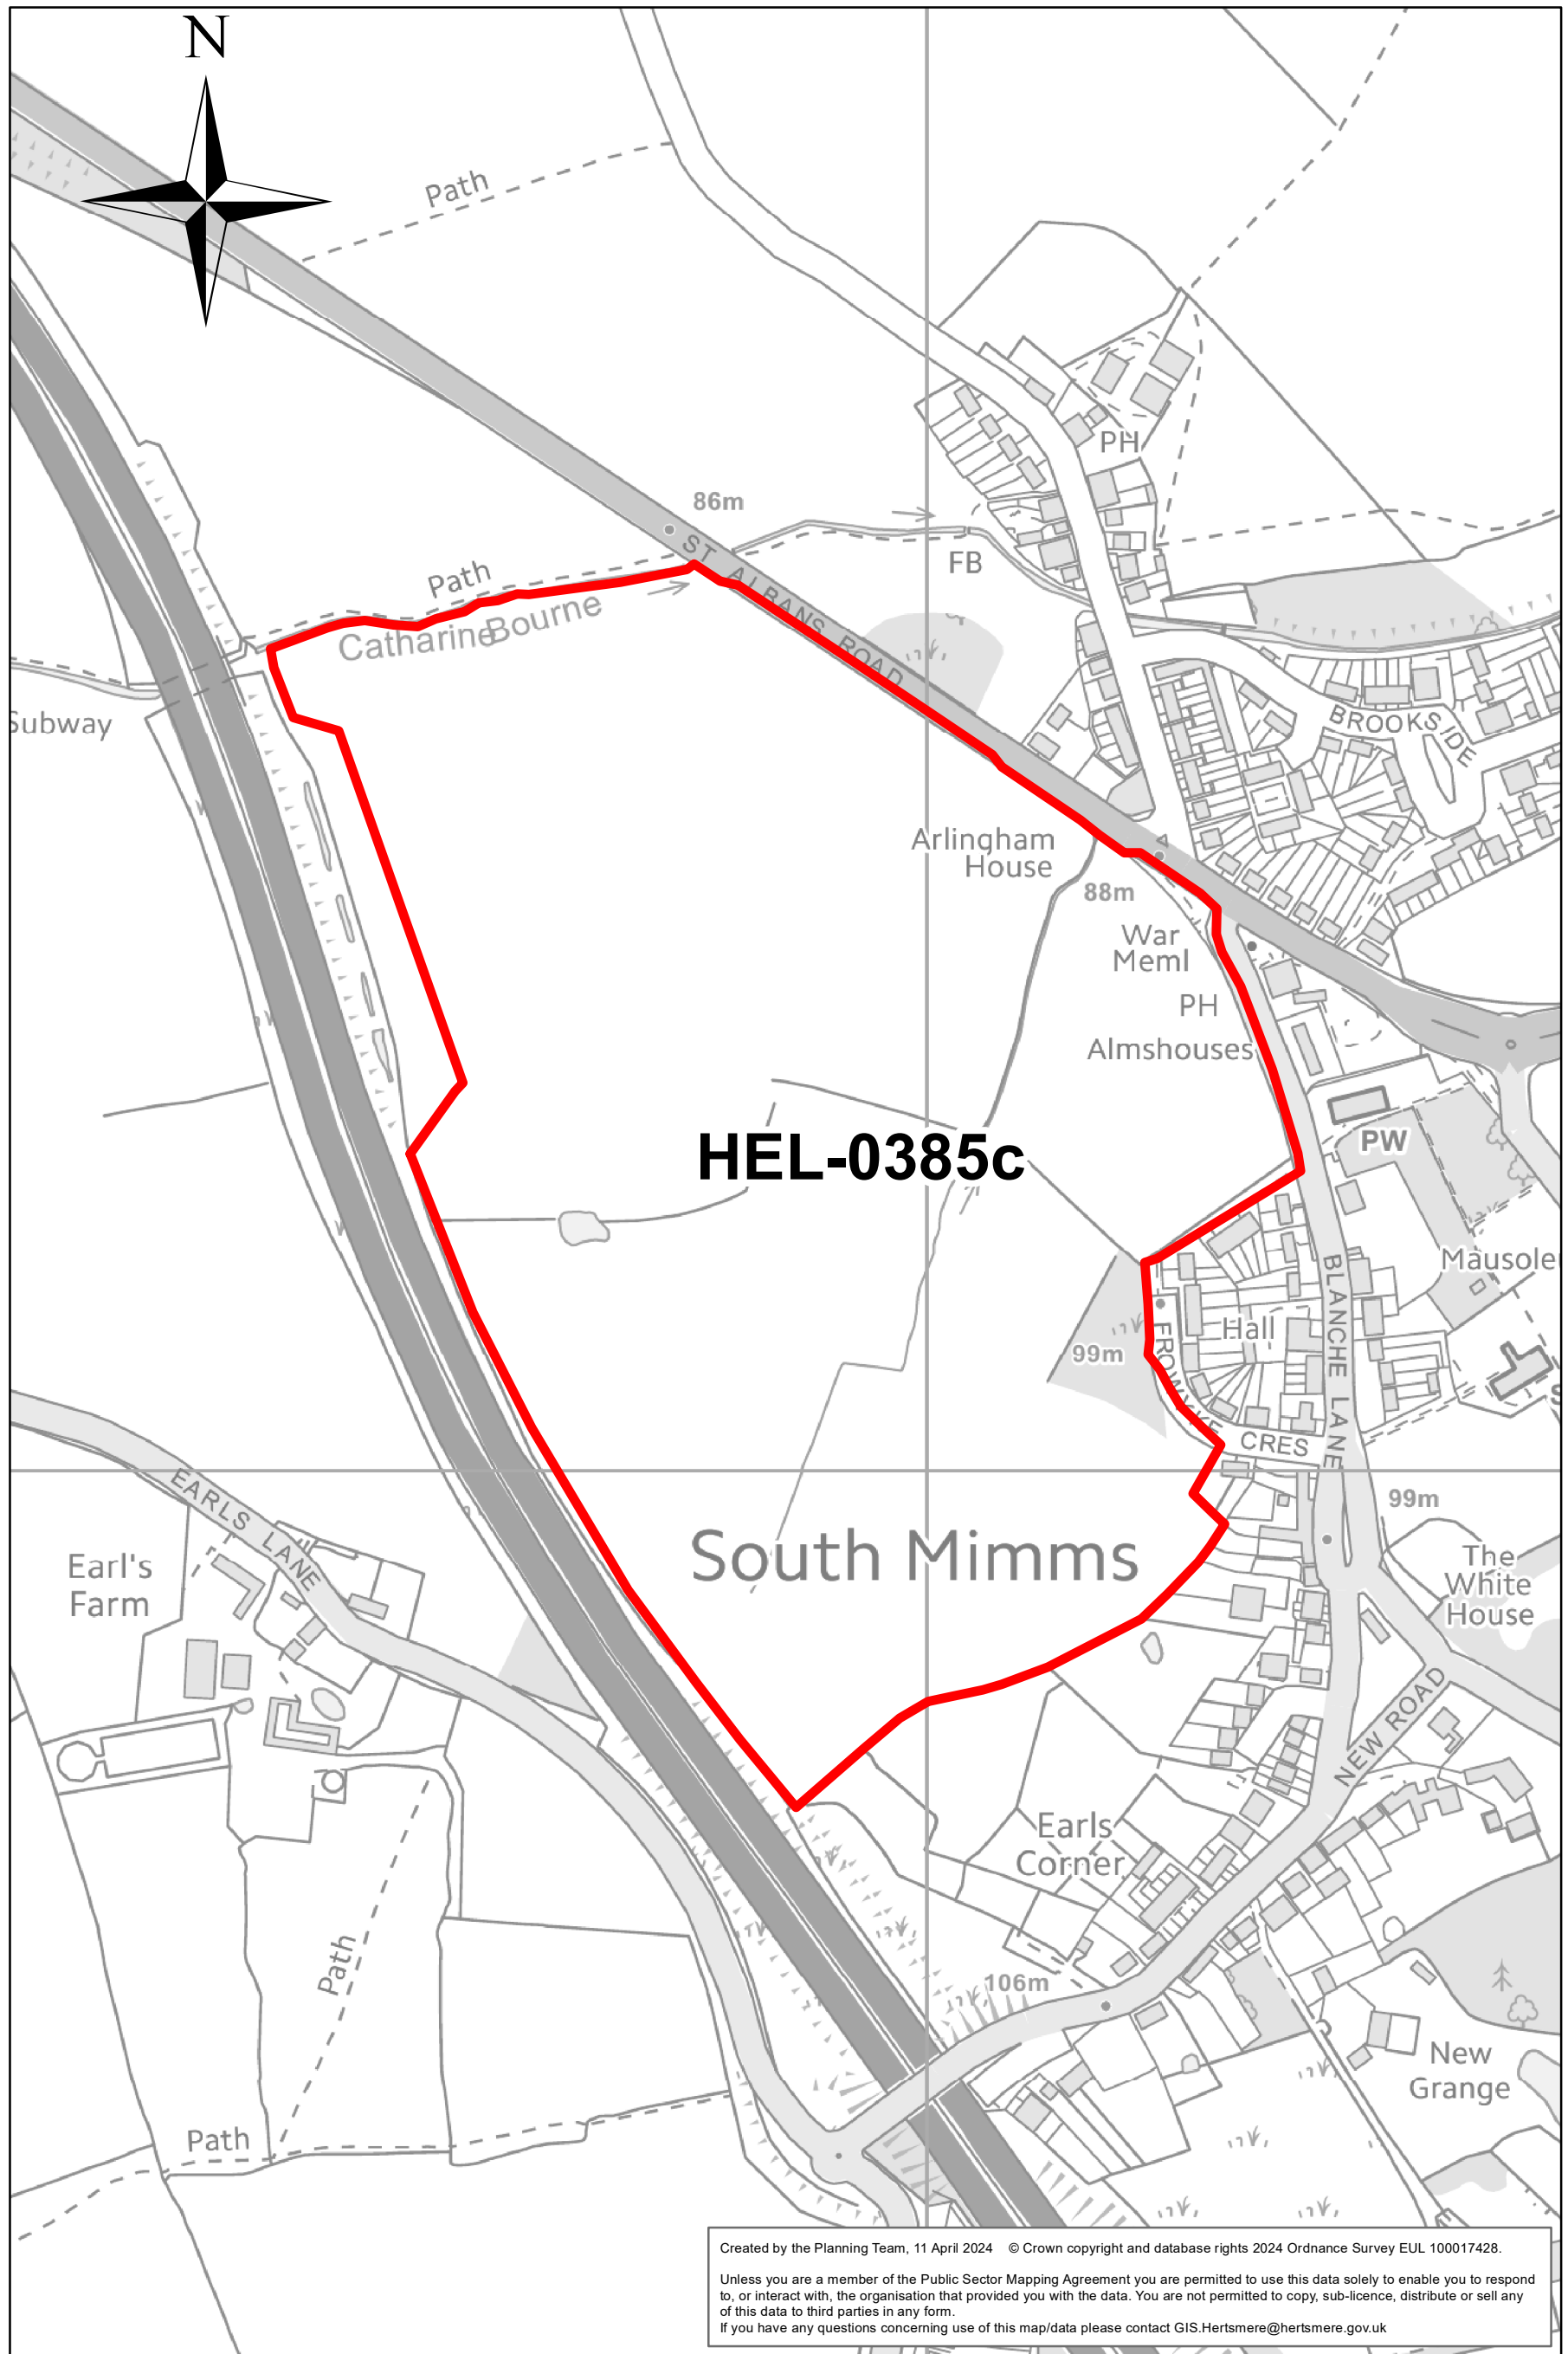 N
Path
PH
86m
ST ALBANS ROAD
FB
Path
Catharine Bourne
Subway
BROOKSIDE
Arlingham
House
88m
War
Meml
PH
Almshouses
HEL-0385c
PW
Mausole
BLANCHE LANE
Hall
99m
FROWYKE
CRES
EARLS LANE
99m
South Mimms
Earl's
Farm
The
White
House
NEW ROAD
Earls
Corner
Path
106m
New
Grange
Path
Created by the Planning Team, 11 April 2024 © Crown copyright and database rights 2024 Ordnance Survey EUL 100017428.
Unless you are a member of the Public Sector Mapping Agreement you are permitted to use this data solely to enable you to respond
to, or interact with, the organisation that provided you with the data. You are not permitted to copy, sub-licence, distribute or sell any
of this data to third parties in any form.
If you have any questions concerning use of this map/data please contact GIS.Hertsmere@hertsmere.gov.uk